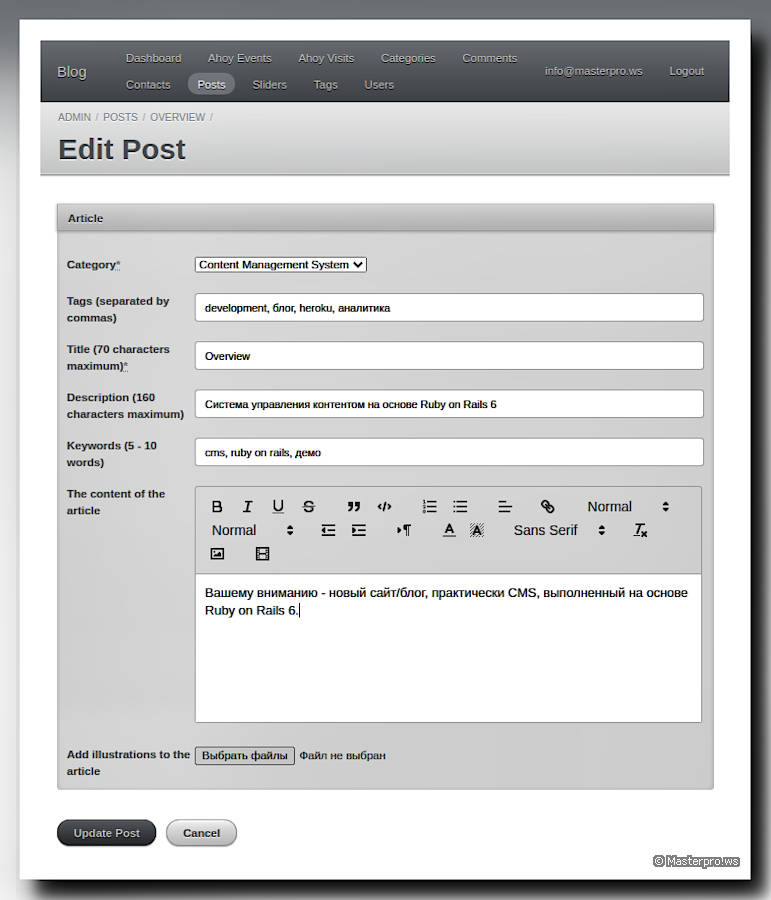 Blog
Dashboard Ahoy Events Ahoy Visits Categories Comments
Contacts Posts Sliders Tags Users
info@masterpro.ws Logout
ADMIN / POSTS / OVERVIEW /
Edit Post
Article
Category* Content Management System
Tags (separated by
commas)
development, блог, heroku, аналитика
Title (70 characters
maximum)*
Overview
Description (160
characters maximum)
Система управления контентом на основе Ruby on Rails 6
Keywords (5 - 10
words)
cms, ruby on rails, демо
The content of the
article
B I U S Normal
Normal A A Sans Serif Tx
Вашему вниманию - новый сайт/блог, практически CMS, выполненный на основе
Ruby on Rails 6.
Add illustrations to the
article
Выбрать файлы Файл не выбран
Update Post Cancel
© Masterpro!ws